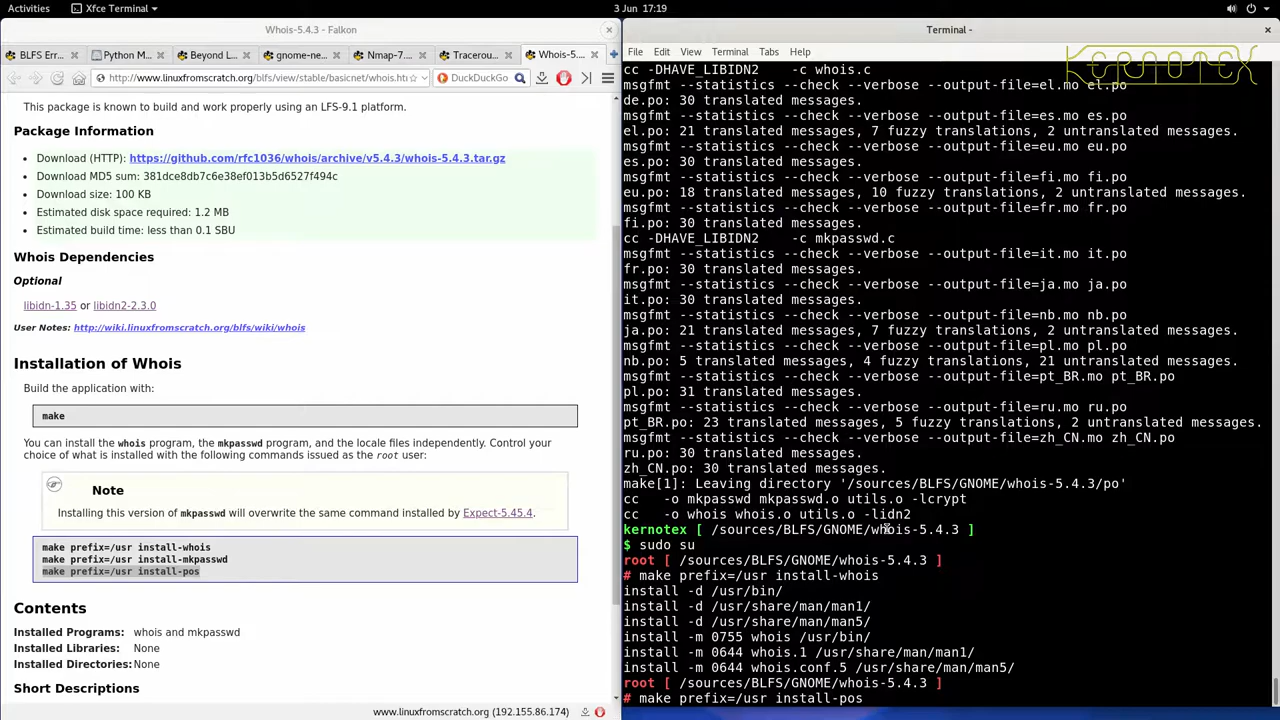 Activities
Xfce Terminal
3 Jun 17:19
Whois-5.4.3 - Falkon
BLFS Err...
Python M...
Beyond L...
gnome-ne...
Nmap-7...
Tracerou...
Whois-5...
http://www.linuxfromscratch.org/blfs/view/stable/basicnet/whois.ht
DuckDuckGo
This package is known to build and work properly using an LFS-9.1 platform.
Package Information
Download (HTTP): https://github.com/rfc1036/whois/archive/v5.4.3/whois-5.4.3.tar.gz
Download MD5 sum: 381dce8db7c6e38ef013b5d6527f494c
Download size: 100 KB
Estimated disk space required: 1.2 MB
Estimated build time: less than 0.1 SBU
Whois Dependencies
Optional
libidn-1.35 or libidn2-2.3.0
User Notes: http://wiki.linuxfromscratch.org/blfs/wiki/whois
Installation of Whois
Build the application with:
make
You can install the whois program, the mkpasswd program, and the locale files independently. Control your
choice of what is installed with the following commands issued as the root user:
Note
Installing this version of mkpasswd will overwrite the same command installed by Expect-5.45.4.
make prefix=/usr install-whois
make prefix=/usr install-mkpasswd
make prefix=/usr install-pos
Contents
Installed Programs: whois and mkpasswd
Installed Libraries: None
Installed Directories: None
Short Descriptions
www.linuxfromscratch.org (192.155.86.174)
Terminal -
File Edit View Terminal Tabs Help
KERNOTEX
cc -DHAVE_LIBIDN2 -c whois.c
msgfmt --statistics --check --verbose --output-file=el.mo el.po
de.po: 30 translated messages.
msgfmt --statistics --check --verbose --output-file=es.mo es.po
el.po: 21 translated messages, 7 fuzzy translations, 2 untranslated messages.
msgfmt --statistics --check --verbose --output-file=eu.mo eu.po
es.po: 30 translated messages.
msgfmt --statistics --check --verbose --output-file=fi.mo fi.po
eu.po: 18 translated messages, 10 fuzzy translations, 2 untranslated messages.
msgfmt --statistics --check --verbose --output-file=fr.mo fr.po
fi.po: 30 translated messages.
cc -DHAVE_LIBIDN2 -c mkpasswd.c
msgfmt --statistics --check --verbose --output-file=it.mo it.po
fr.po: 30 translated messages.
msgfmt --statistics --check --verbose --output-file=ja.mo ja.po
it.po: 30 translated messages.
msgfmt --statistics --check --verbose --output-file=nb.mo nb.po
ja.po: 21 translated messages, 7 fuzzy translations, 2 untranslated messages.
msgfmt --statistics --check --verbose --output-file=pl.mo pl.po
nb.po: 5 translated messages, 4 fuzzy translations, 21 untranslated messages.
msgfmt --statistics --check --verbose --output-file=pt_BR.mo pt_BR.po
pl.po: 31 translated messages.
msgfmt --statistics --check --verbose --output-file=ru.mo ru.po
pt_BR.po: 23 translated messages, 5 fuzzy translations, 2 untranslated messages.
msgfmt --statistics --check --verbose --output-file=zh_CN.mo zh_CN.po
ru.po: 30 translated messages.
zh_CN.po: 30 translated messages.
make[1]: Leaving directory '/sources/BLFS/GNOME/whois-5.4.3/po'
cc -o mkpasswd mkpasswd.o utils.o -lcrypt
cc -o whois whois.o utils.o -lidn2
kernotex [ /sources/BLFS/GNOME/whois-5.4.3 ]
$ sudo su
root [ /sources/BLFS/GNOME/whois-5.4.3 ]
# make prefix=/usr install-whois
install -d /usr/bin/
install -d /usr/share/man/man1/
install -d /usr/share/man/man5/
install -m 0755 whois /usr/bin/
install -m 0644 whois.1 /usr/share/man/man1/
install -m 0644 whois.conf.5 /usr/share/man/man5/
root [ /sources/BLFS/GNOME/whois-5.4.3 ]
# make prefix=/usr install-pos